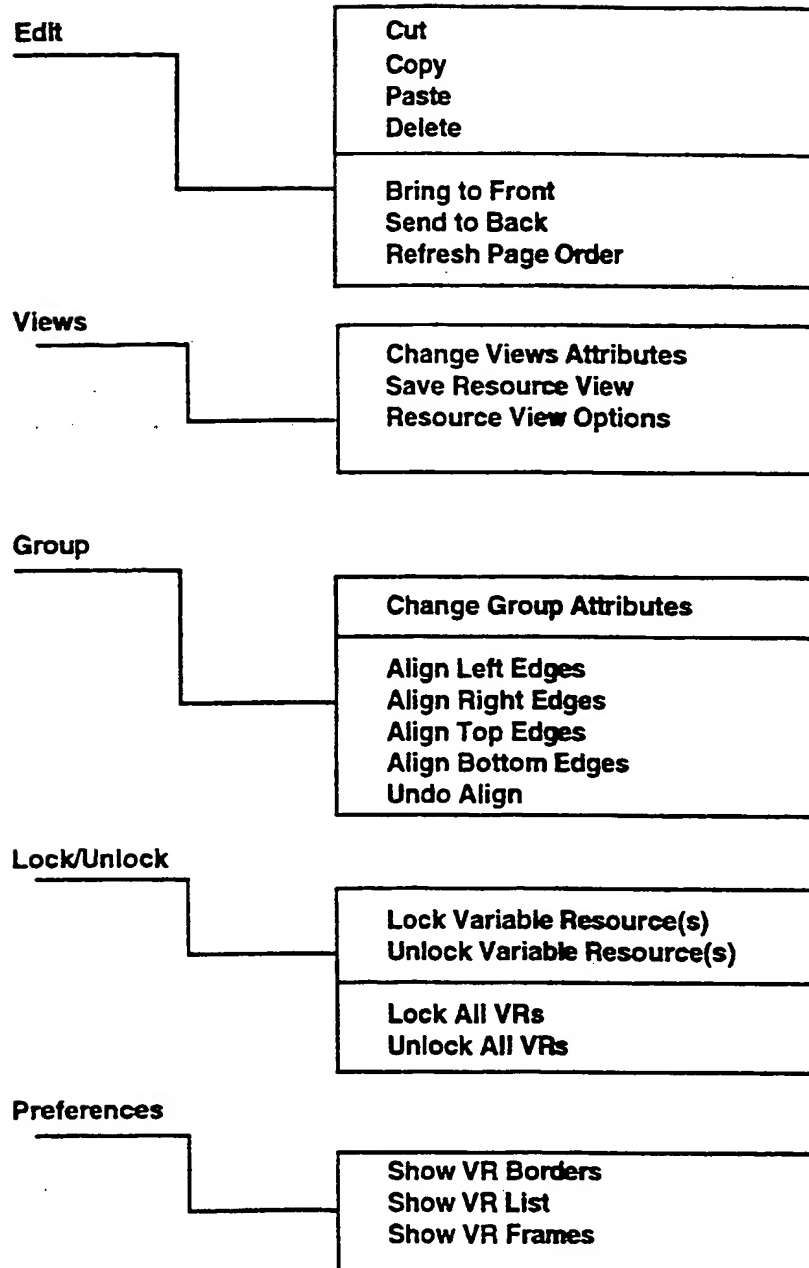 Edit
Cut
Copy
Paste
Delete
Bring to Front
Send to Back
Refresh Page Order
Views
Change Views Attributes
Save Resource View
Resource View Options
Group
Change Group Attributes
Align Left Edges
Align Right Edges
Align Top Edges
Align Bottom Edges
Undo Align
Lock/Unlock
Lock Variable Resource(s)
Unlock Variable Resource(s)
Lock All VRs
Unlock All VRs
Preferences
Show VR Borders
Show VR List
Show VR Frames